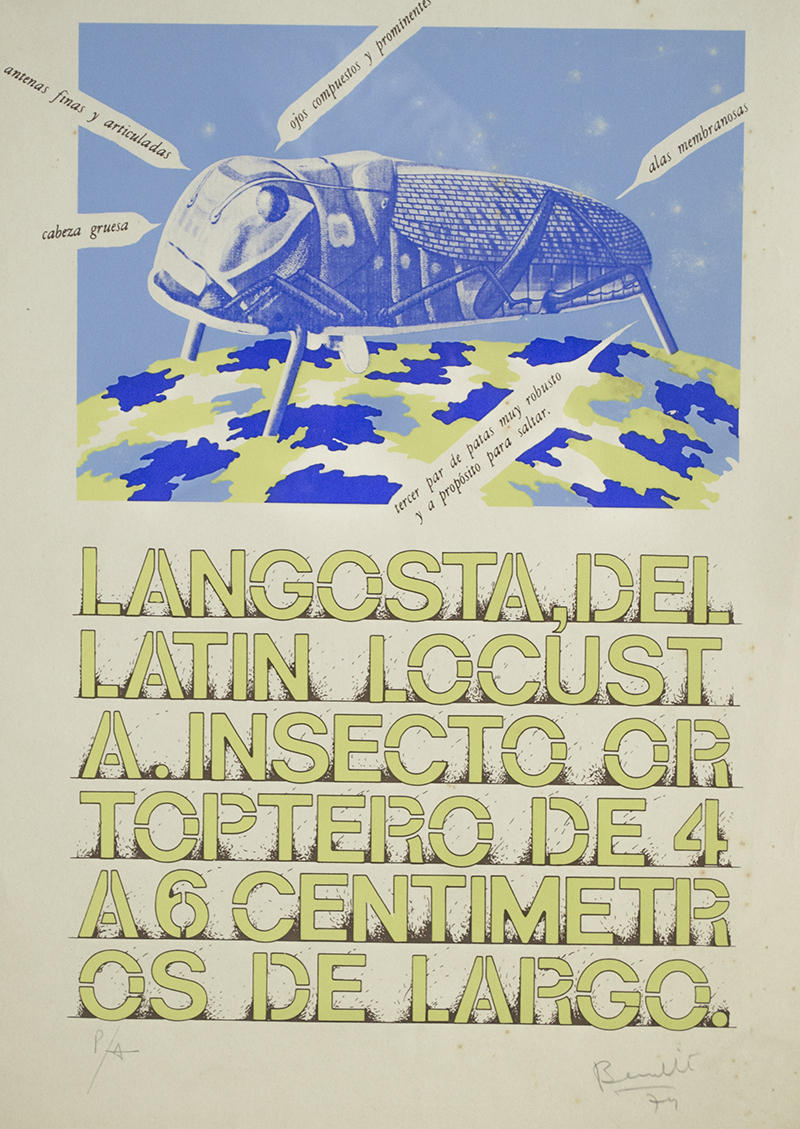 ojos compuestos y prominentes
antenas finas y articuladas
alas membranosas
cabeza gruesa
tercer par de patas muy robusto
y a propósito para saltar.
LANGOSTA, DEL
LATIN LOCUST
A. INSECTO OR
TOPTERO DE 4
A 6 CENTIMETR
OS DE LARGO.
P/A
74